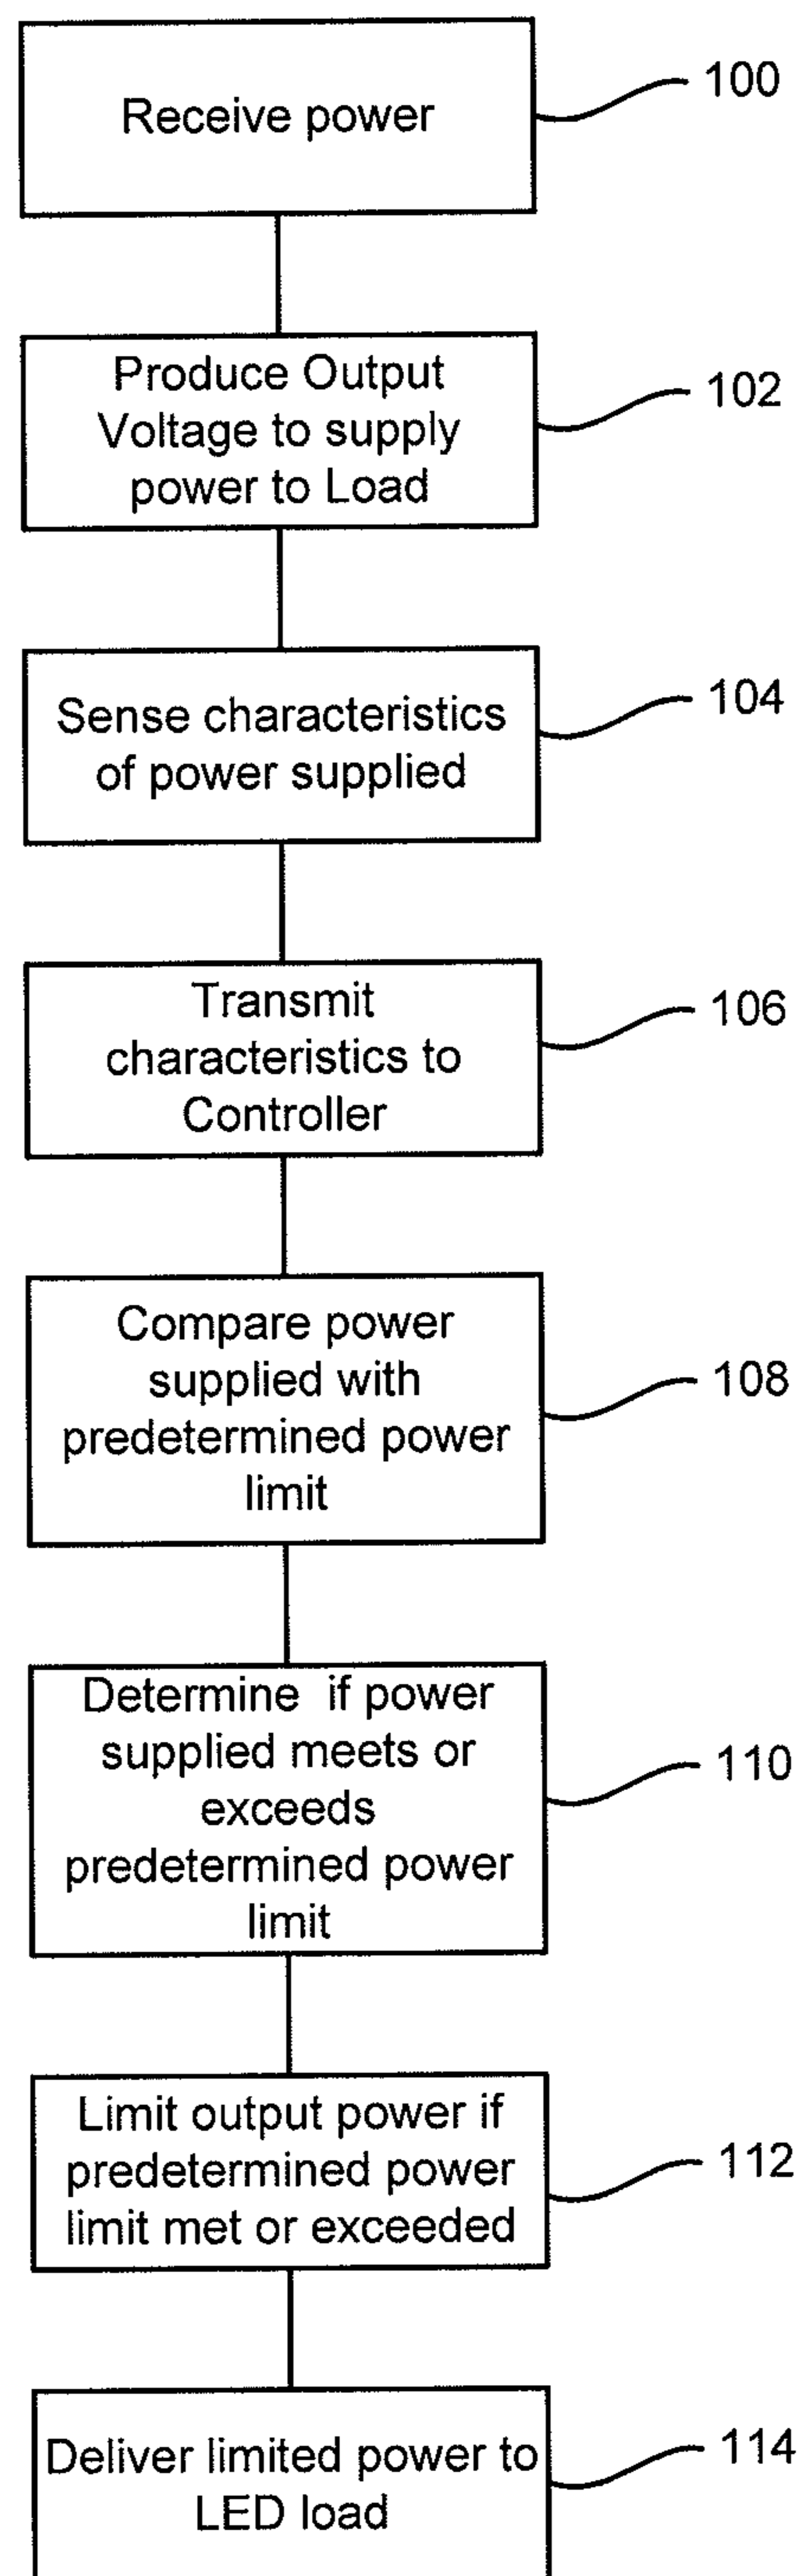 Receive power
100
Produce Output
Voltage to supply
power to Load
102
Sense characteristics
of power supplied
104
Transmit
characteristics to
Controller
106
Compare power
supplied with
predetermined power
limit
108
Determine if power
supplied meets or
exceeds
predetermined power
limit
110
Limit output power if
predetermined power
limit met or exceeded
112
Deliver limited power to
LED load
114